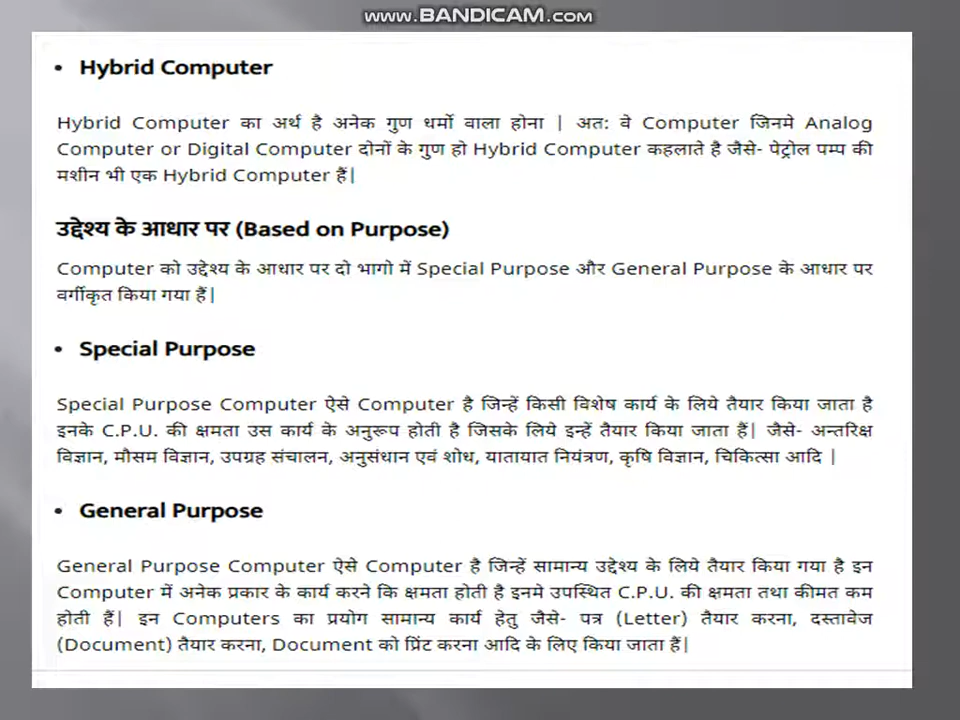 www.BANDICAM.com
• Hybrid Computer
Hybrid Computer का अर्थ है अनेक गुण धर्मो वाला होना | अत: वे Computer जिनमे Analog
Computer or Digital Computer दोनों के गुण हो Hybrid Computer कहलाते है जैसे- पेट्रोल पम्प की
मशीन भी एक Hybrid Computer हैं|
उद्देश्य के आधार पर (Based on Purpose)
Computer को उद्देश्य के आधार पर दो भागो में Special Purpose और General Purpose के आधार पर
वर्गीकृत किया गया हैं|
• Special Purpose
Special Purpose Computer ऐसे Computer है जिन्हें किसी विशेष कार्य के लिये तैयार किया जाता है
इनके C.P.U. की क्षमता उस कार्य के अनुरूप होती है जिसके लिये इन्हें तैयार किया जाता हैं| जैसे- अन्तरिक्ष
विज्ञान, मौसम विज्ञान, उपग्रह संचालन, अनुसंधान एवं शोध, यातायात नियंत्रण, कृषि विज्ञान, चिकित्सा आदि |
• General Purpose
General Purpose Computer ऐसे Computer है जिन्हें सामान्य उद्देश्य के लिये तैयार किया गया है इन
Computer में अनेक प्रकार के कार्य करने कि क्षमता होती है इनमे उपस्थित C.P.U. की क्षमता तथा कीमत कम
होती हैं| इन Computers का प्रयोग सामान्य कार्य हेतु जैसे- पत्र (Letter) तैयार करना, दस्तावेज
(Document) तैयार करना, Document को प्रिंट करना आदि के लिए किया जाता हैं|